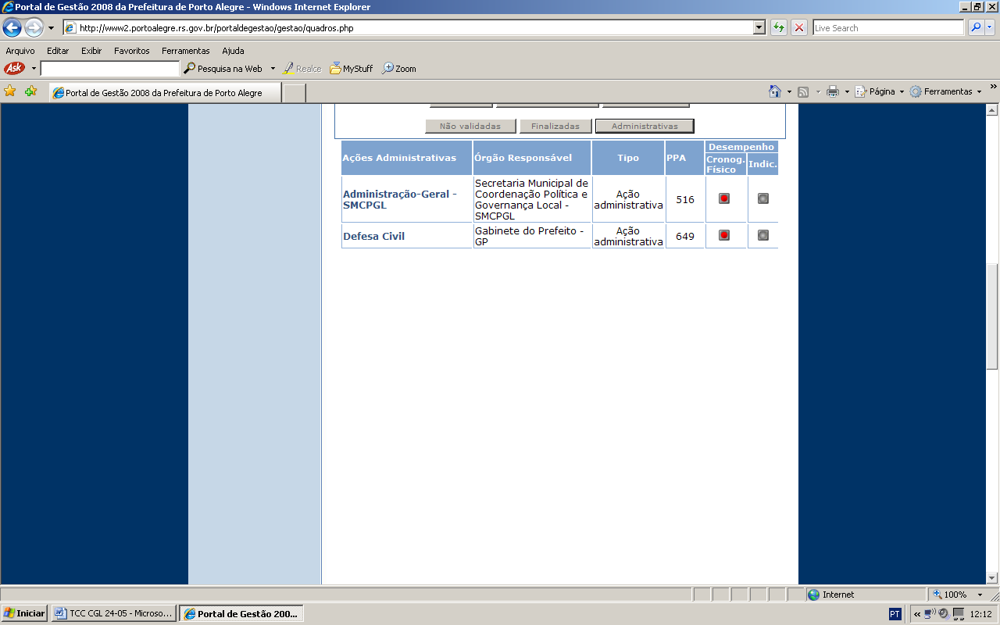 Portal de Gestão 2008 da Prefeitura de Porto Alegre - Windows Internet Explorer
http://www2.portoalegre.rs.gov.br/portaldegestao/gestao/quadros.php
Live Search
Arquivo Editar Exibir Favoritos Ferramentas Ajuda
Ask Pesquisa na Web Realce MyStuff Zoom
Portal de Gestão 2008 da Prefeitura de Porto Alegre
Página Ferramentas »
Não validadas Finalizadas Administrativas
Ações Administrativas
Órgão Responsável
Tipo
PPA
Desempenho
Cronog.
Físico
Indic.
Administração-Geral -
SMCPGL
Secretaria Municipal de
Coordenação Política e
Governança Local -
SMCPGL
Ação
administrativa
516
Defesa Civil
Gabinete do Prefeito -
GP
Ação
administrativa
649
Internet
100%
Iniciar
TCC CGL 24-05 - Microso...
Portal de Gestão 200...
PT
«
12:12